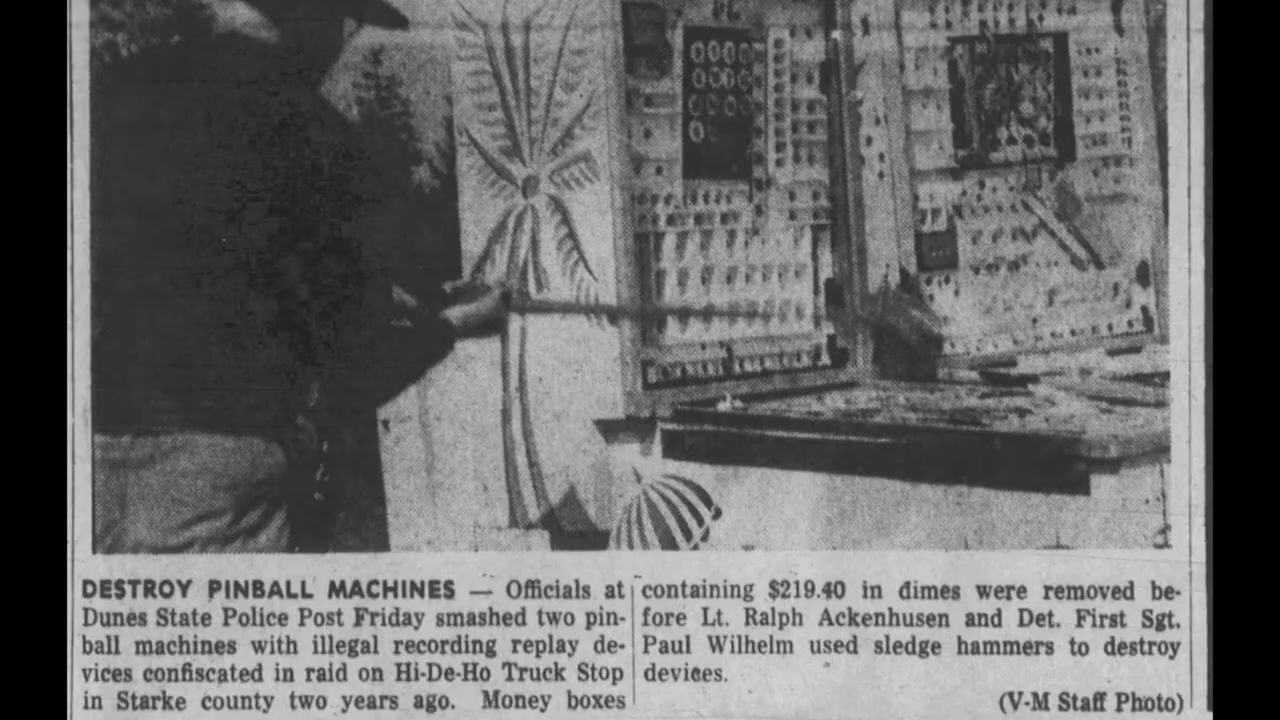 DESTROY PINBALL MACHINES — Officials at
Dunes State Police Post Friday smashed two pin-
ball machines with illegal recording replay de-
vices confiscated in raid on Hi-De-Ho Truck Stop
in Starke county two years ago. Money boxes
containing $219.40 in dimes were removed be-
fore Lt. Ralph Ackenhusen and Det. First Sgt.
Paul Wilhelm used sledge hammers to destroy
devices.
(V-M Staff Photo)